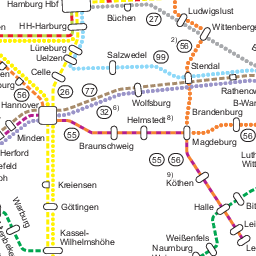 Hamburg Hbf
Büchen
27
Ludwigslust
HH-Harburg
2)
56
Wittenberge
Lüneburg
Uelzen
Salzwedel
99
Celle
Stendal
56
26
77
Rathenow
Hannover
32 6)
Wolfsburg
Brandenburg
Helmstedt 8)
56
Minden
55
Braunschweig
Magdeburg
Herford
55
56
9)
Köthen
Kreiensen
Göttingen
Halle
Warburg
Kassel-
Wilhelmshöhe
Weißenfels
Naumburg